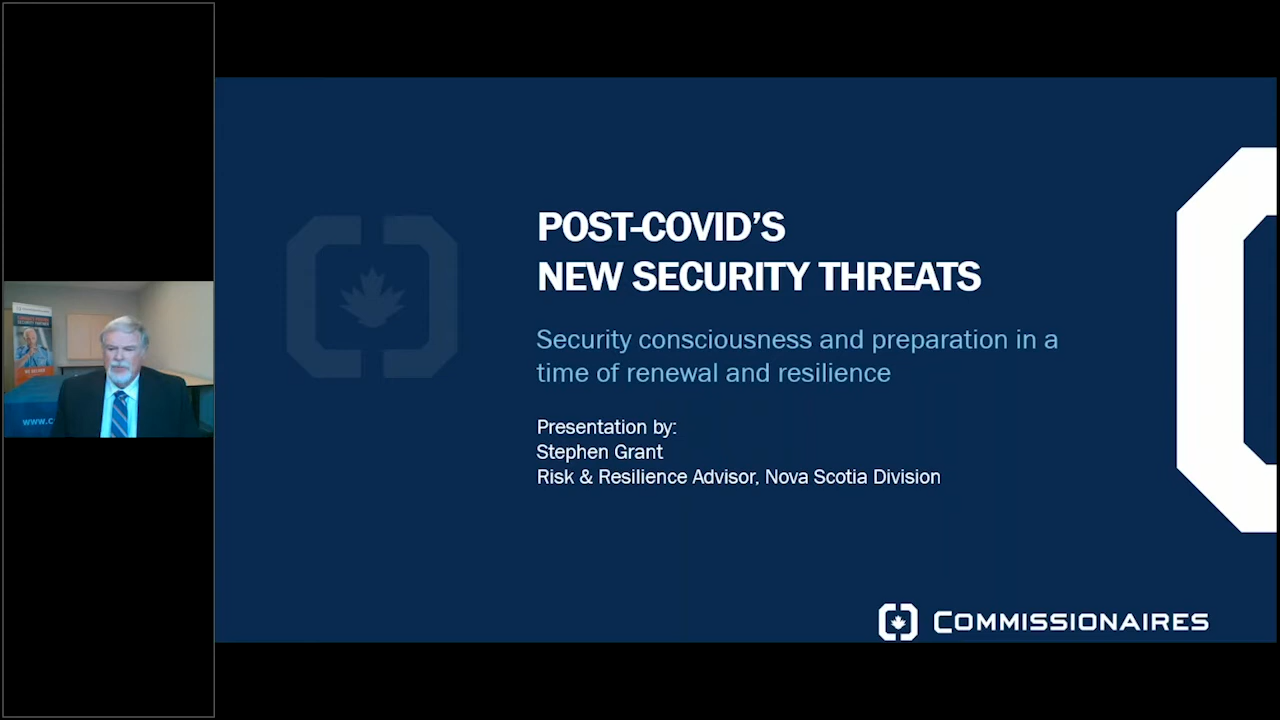 POST-COVID'S
NEW SECURITY THREATS
Security consciousness and preparation in a
time of renewal and resilience
Presentation by:
Stephen Grant
Risk & Resilience Advisor, Nova Scotia Division
COMMISSIONAIRES
www.c